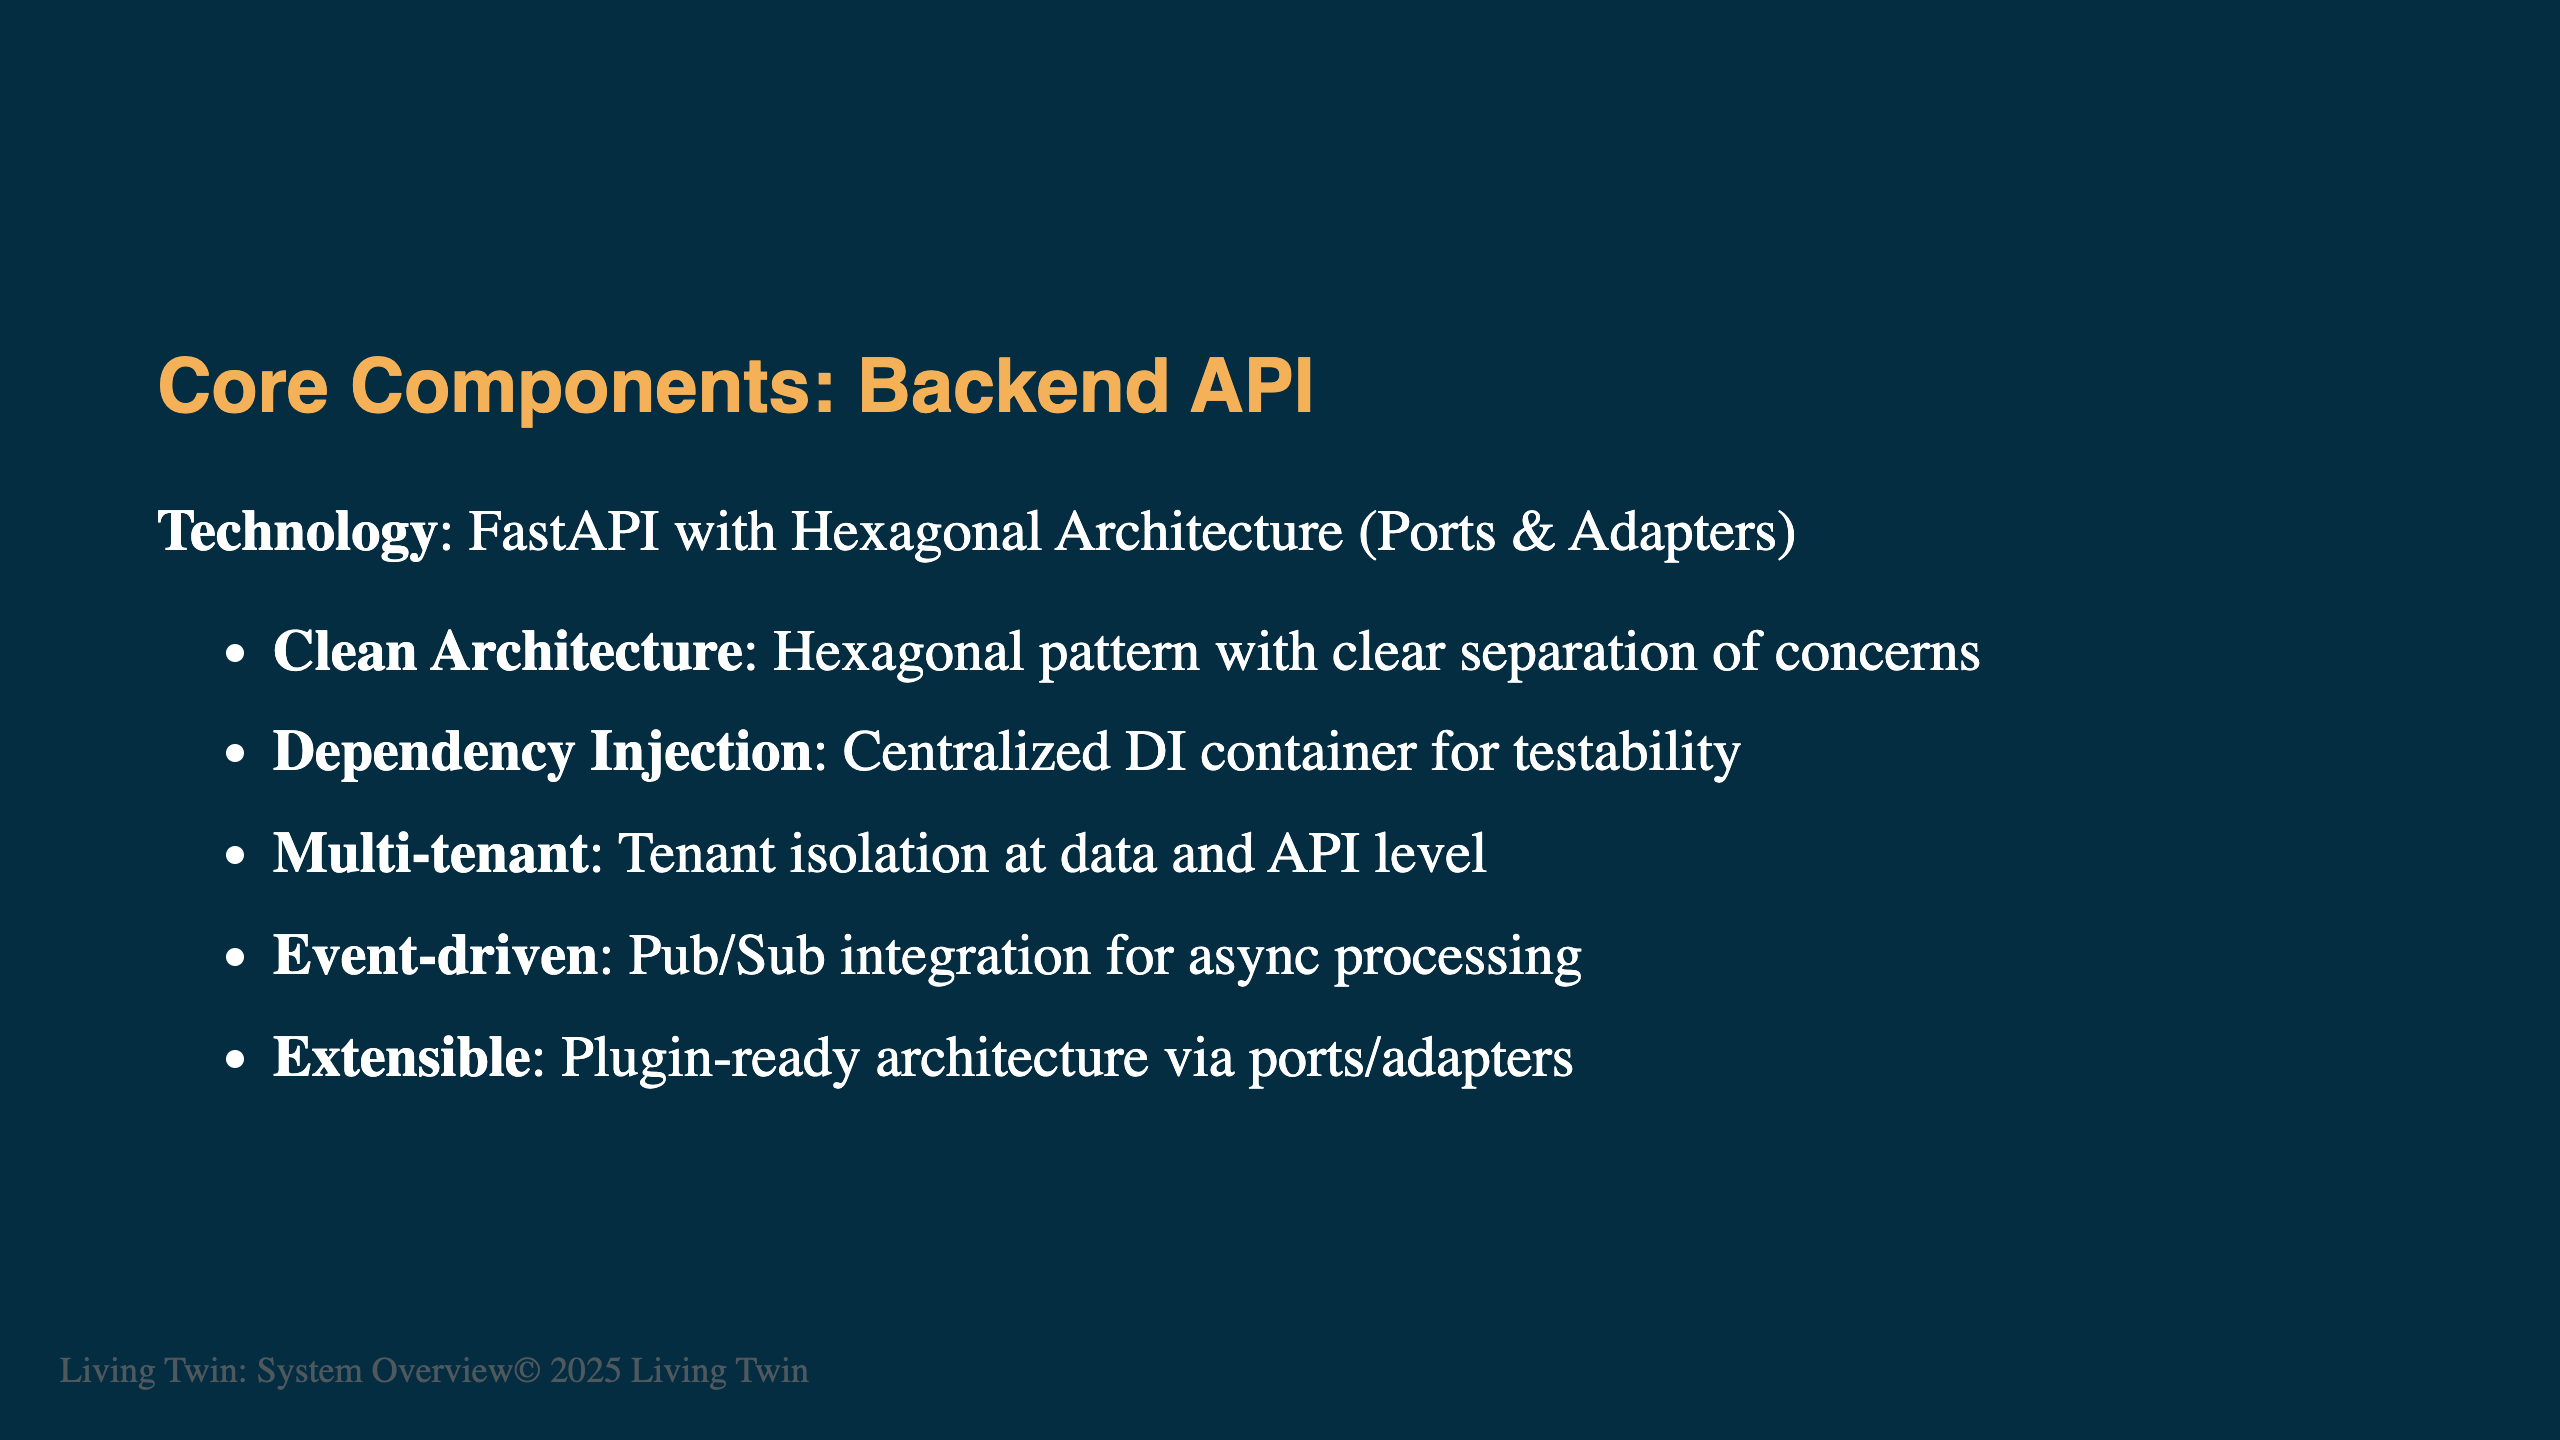 Core Components: Backend API
Technology: FastAPI with Hexagonal Architecture (Ports & Adapters)
• Clean Architecture: Hexagonal pattern with clear separation of concerns
• Dependency Injection: Centralized DI container for testability
• Multi-tenant: Tenant isolation at data and API level
• Event-driven: Pub/Sub integration for async processing
• Extensible: Plugin-ready architecture via ports/adapters
Living Twin: System Overview© 2025 Living Twin